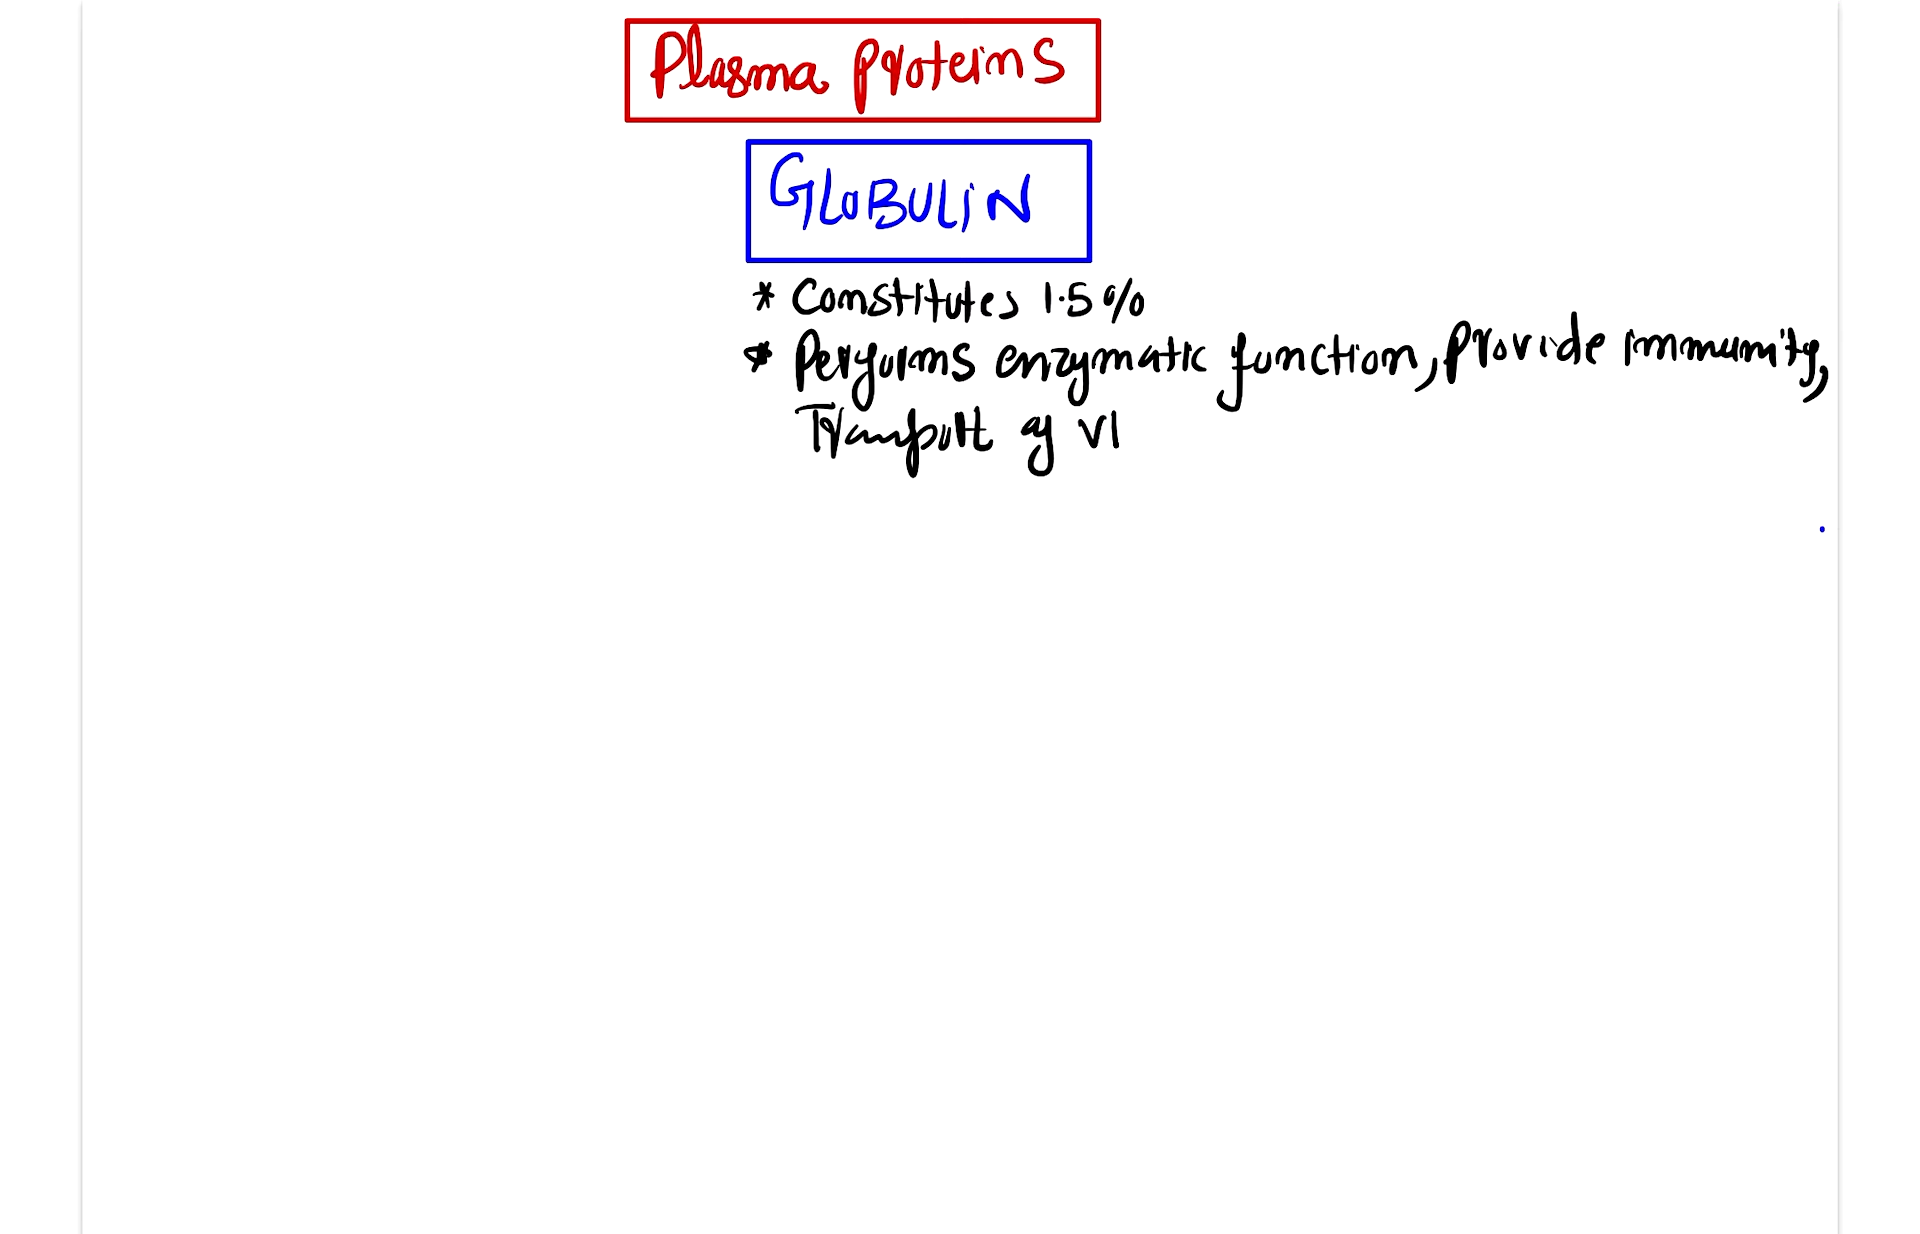 Plasma proteins
GLOBULIN
* Constitutes 1.5%
* Performs enzymatic function, provide immunity,
Transport of vi